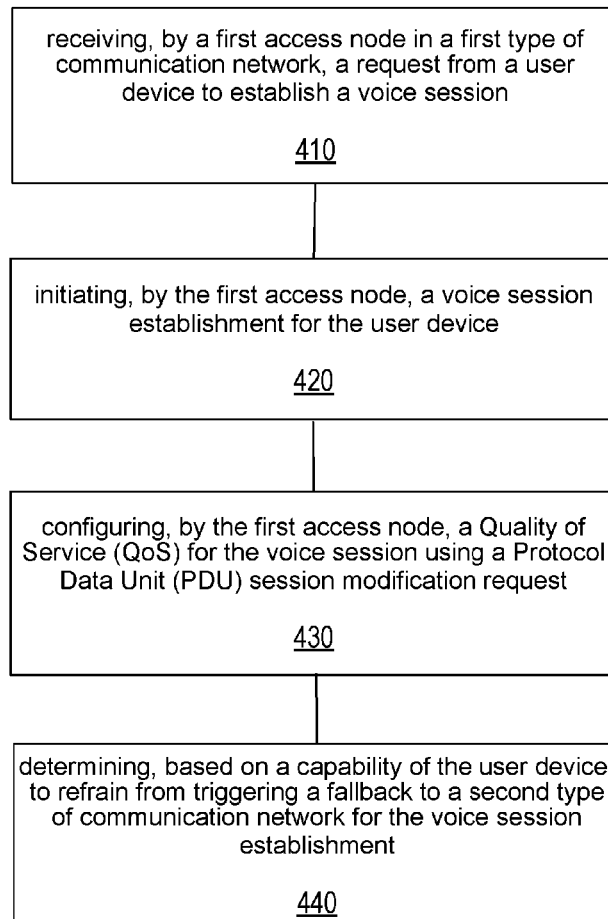 receiving, by a first access node in a first type of
communication network, a request from a user
device to establish a voice session
410
initiating, by the first access node, a voice session
establishment for the user device
420
configuring, by the first access node, a Quality of
Service (QoS) for the voice session using a Protocol
Data Unit (PDU) session modification request
430
determining, based on a capability of the user device
to refrain from triggering a fallback to a second type
of communication network for the voice session
establishment
440